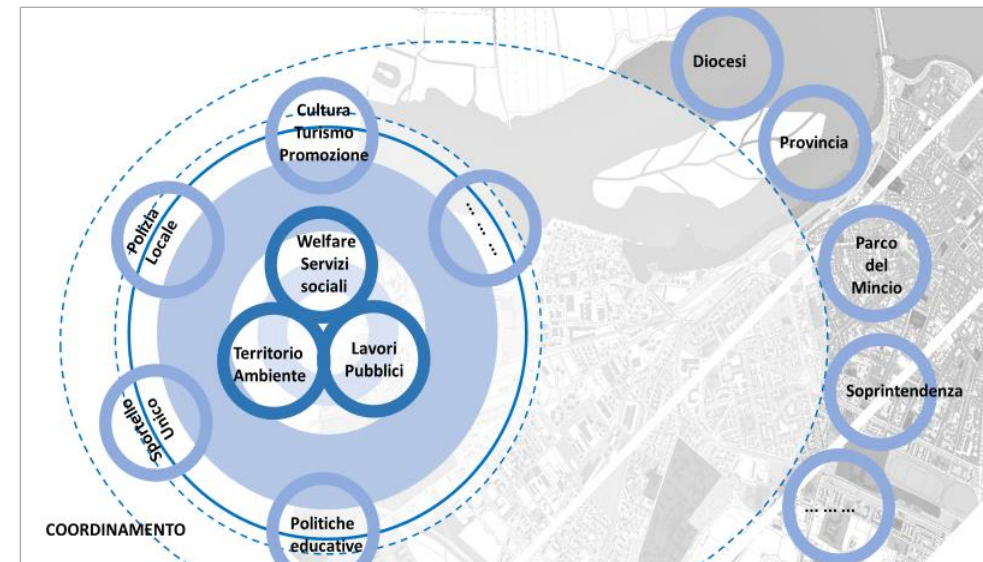 Diocesi
Cultura
Turismo
Promozione
Provincia
Polizia
Locale
... ... ...
Welfare
Servizi
sociali
Parco
del
Mincio
Territorio
Ambiente
Lavori
Pubblici
Soprintendenza
Sportello
Unico
... ... ...
COORDINAMENTO
Politiche
educative